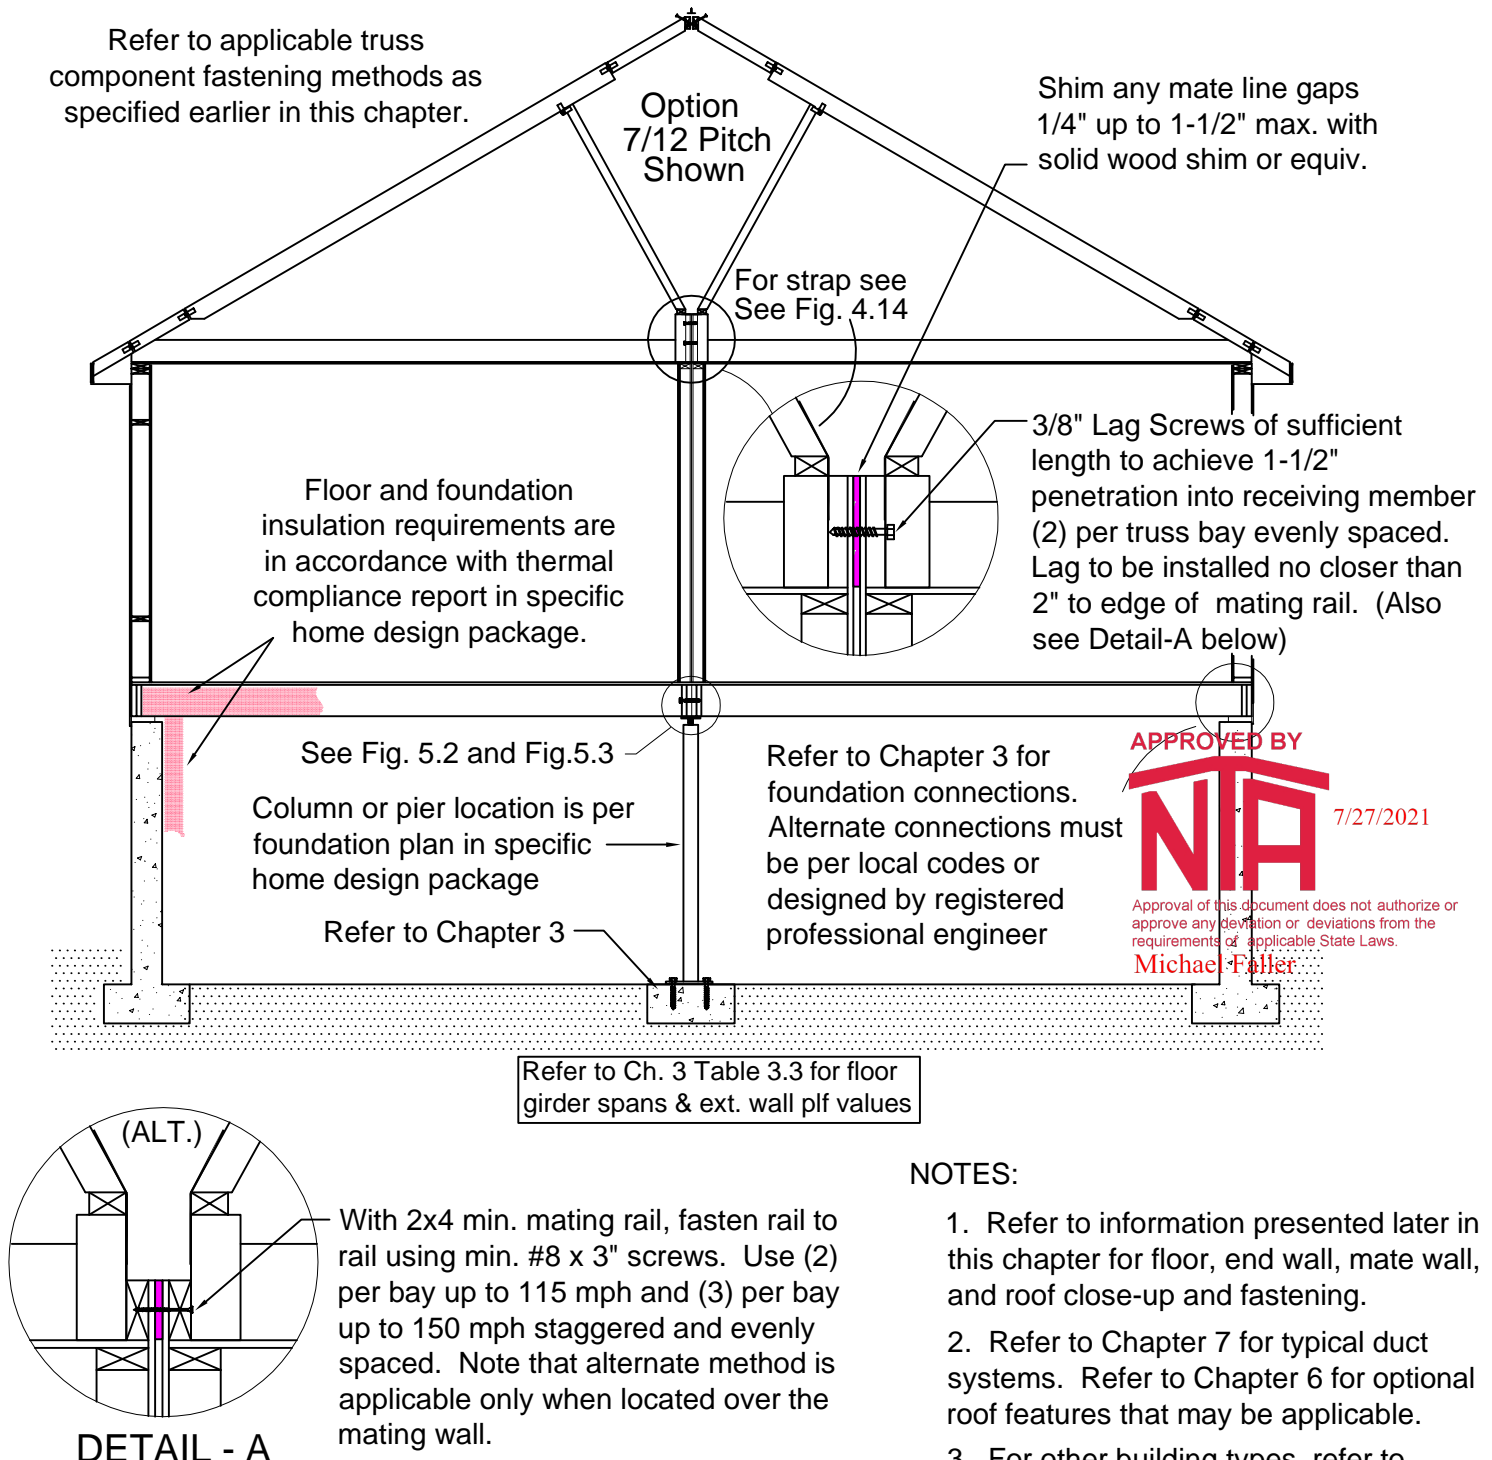 Refer to applicable truss
component fastening methods as
specified earlier in this chapter.
Option
7/12 Pitch
Shown
Shim any mate line gaps
1/4" up to 1-1/2" max. with
solid wood shim or equiv.
For strap see
See Fig. 4.14
3/8" Lag Screws of sufficient
length to achieve 1-1/2"
penetration into receiving member
(2) per truss bay evenly spaced.
Lag to be installed no closer than
2" to edge of mating rail. (Also
see Detail-A below)
Floor and foundation
insulation requirements are
in accordance with thermal
compliance report in specific
home design package.
See Fig. 5.2 and Fig.5.3
Column or pier location is per
foundation plan in specific
home design package
Refer to Chapter 3
Refer to Chapter 3 for
foundation connections.
Alternate connections must
be per local codes or
designed by registered
professional engineer
APPROVED BY
NTA
7/27/2021
Approval of this document does not authorize or
approve any deviation or deviations from the
requirements of applicable State Laws.
Michael Faller
Refer to Ch. 3 Table 3.3 for floor
girder spans & ext. wall plf values
(ALT.)
With 2x4 min. mating rail, fasten rail to
rail using min. #8 x 3" screws. Use (2)
per bay up to 115 mph and (3) per bay
up to 150 mph staggered and evenly
spaced. Note that alternate method is
applicable only when located over the
mating wall.
DETAIL - A
NOTES:
1. Refer to information presented later in
this chapter for floor, end wall, mate wall,
and roof close-up and fastening.
2. Refer to Chapter 7 for typical duct
systems. Refer to Chapter 6 for optional
roof features that may be applicable.
3. For other building types, refer to